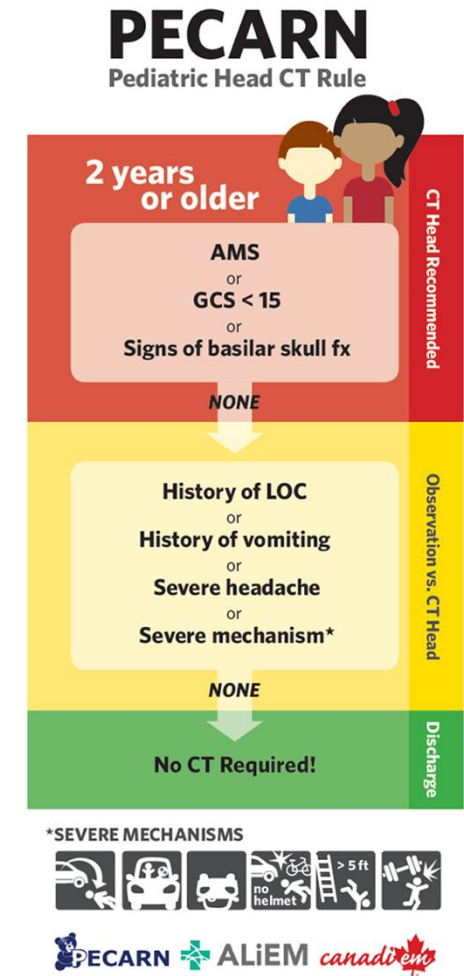 PECARN
Pediatric Head CT Rule
2 years
or older
CT Head Recommended
AMS
or
GCS < 15
or
Signs of basilar skull fx
NONE
Observation vs. CT Head
History of LOC
or
History of vomiting
or
Severe headache
or
Severe mechanism*
NONE
Discharge
No CT Required!
*SEVERE MECHANISMS
no
helmet
> 5 ft
PECARN ALiEM canadiem